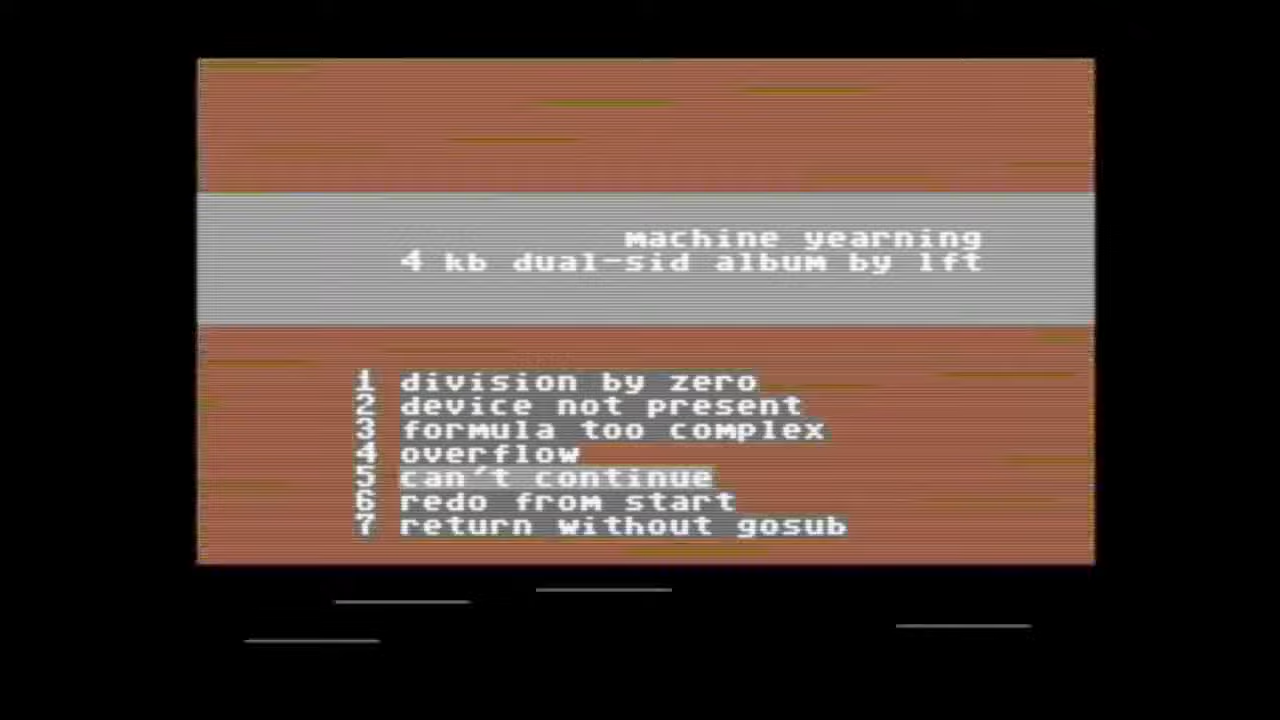 machine yearning
4 kb dual-sid album by lft
1 division by zero
2 device not present
3 formula too complex
4 overflow
5 can't continue
6 redo from start
7 return without gosub